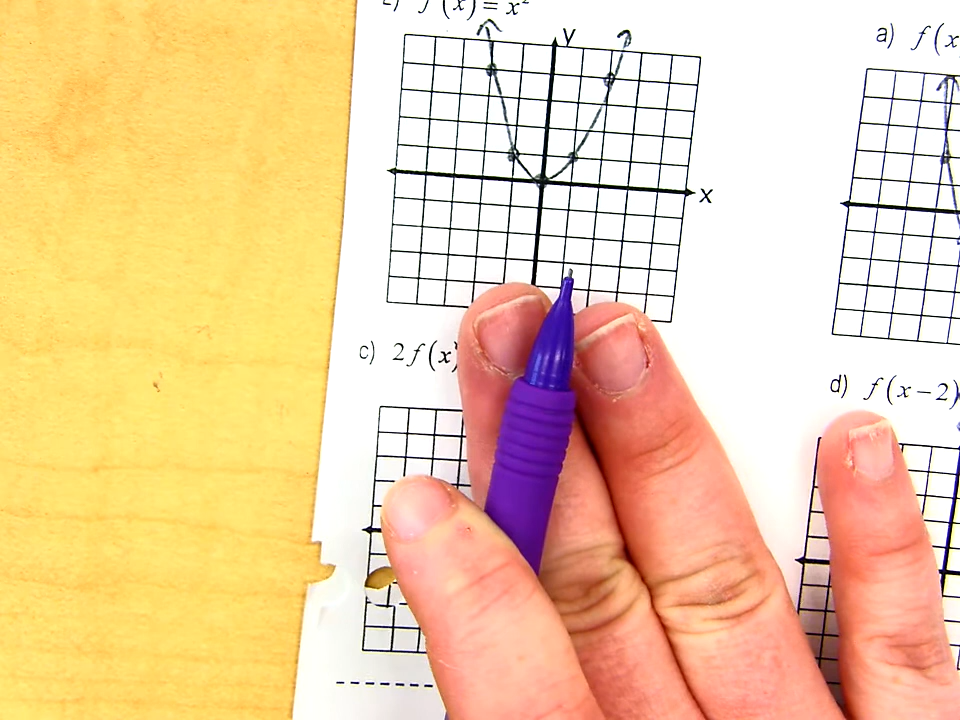 f(x) = x²
y
x
a) f(x
c) 2f(x)
d) f(x−2)